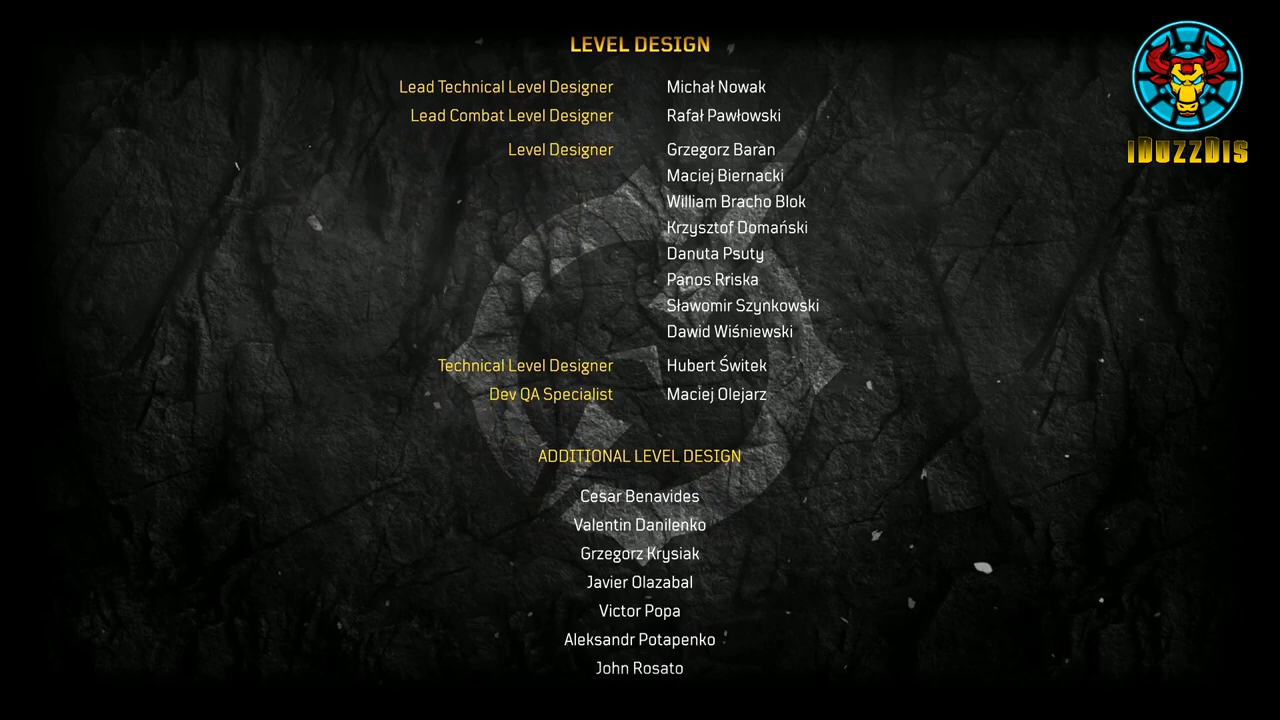 LEVEL DESIGN
Lead Technical Level Designer Michał Nowak
Lead Combat Level Designer Rafał Pawłowski
Level Designer Grzegorz Baran
Maciej Biernacki
William Bracho Blok
Krzysztof Domański
Danuta Psuty
Panos Rriska
Sławomir Szynkowski
Dawid Wiśniewski
Technical Level Designer Hubert Świtek
Dev QA Specialist Maciej Olejarz
ADDITIONAL LEVEL DESIGN
Cesar Benavides
Valentin Danilenko
Grzegorz Krysiak
Javier Olazabal
Victor Popa
Aleksandr Potapenko
John Rosato
iDuzzDis